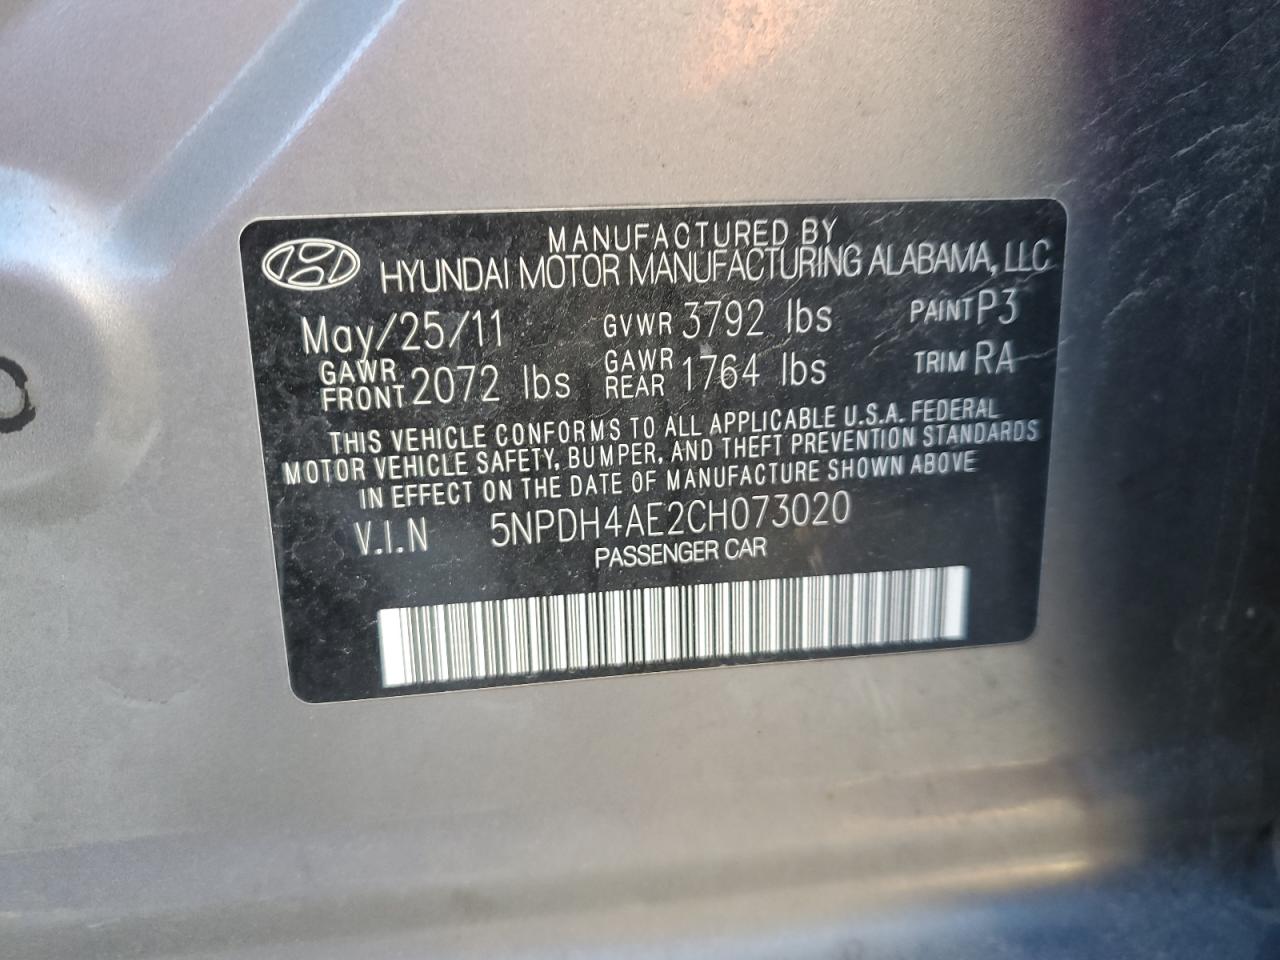 MANUFACTURED BY
HYUNDAI MOTOR MANUFACTURING ALABAMA, LLC
May/25/11 GVWR 3792 lbs PAINT P3
GAWR FRONT 2072 lbs GAWR REAR 1764 lbs TRIM RA
THIS VEHICLE CONFORMS TO ALL APPLICABLE U.S.A. FEDERAL
MOTOR VEHICLE SAFETY, BUMPER, AND THEFT PREVENTION STANDARDS
IN EFFECT ON THE DATE OF MANUFACTURE SHOWN ABOVE
V.I.N 5NPDH4AE2CH073020
PASSENGER CAR